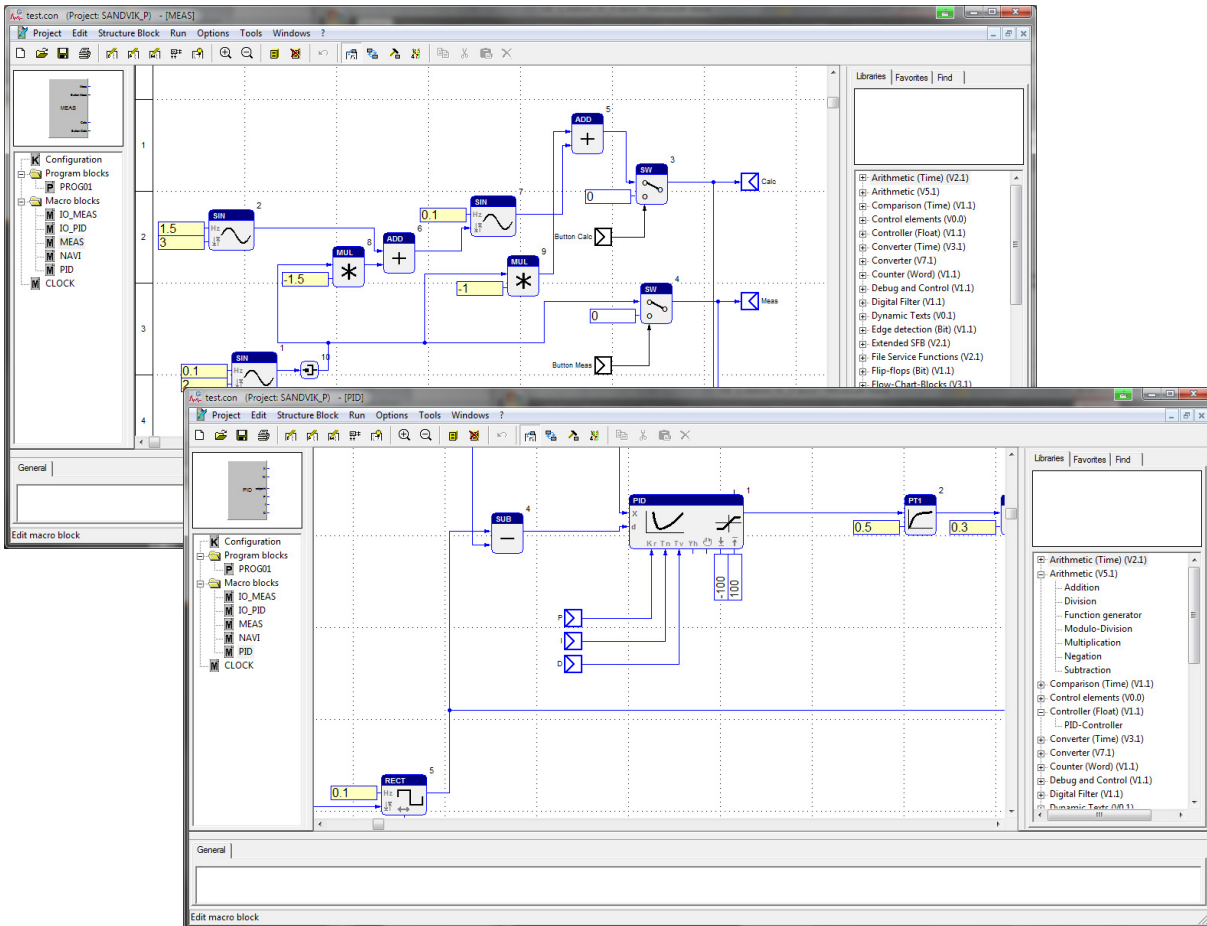 test.con (Project: SANDVIK_P) - [MEAS]
Project Edit Structure Block Run Options Tools Windows ?
MEAS
Configuration
Program blocks
PROG01
Macro blocks
IO_MEAS
IO_PID
MEAS
NAVI
PID
CLOCK
1
2
3
4
ADD
5
SW
3
0
Calc
Button Calc
SIN
7
0.1
Hz
SIN
2
1.5
3
Hz
ADD
6
MUL
8
-1.5
MUL
9
-1
SW
4
0
Meas
Button Meas
SIN
1
0.1
2
Hz
10
Libraries Favorites Find
Arithmetic (Time) (V2.1)
Arithmetic (V5.1)
Comparison (Time) (V1.1)
Control elements (V0.0)
Controller (Float) (V1.1)
Converter (Time) (V3.1)
Converter (V7.1)
Counter (Word) (V1.1)
Debug and Control (V1.1)
Digital Filter (V1.1)
Dynamic Texts (V0.1)
Edge detection (Bit) (V1.1)
Extended SFB (V2.1)
File Service Functions (V2.1)
Flip-flops (Bit) (V1.1)
Flow-Chart-Blocks (V3.1)
General
Edit macro block
test.con (Project: SANDVIK_P) - [PID]
Project Edit Structure Block Run Options Tools Windows ?
PID
Configuration
Program blocks
PROG01
Macro blocks
IO_MEAS
IO_PID
MEAS
NAVI
PID
CLOCK
SUB
4
PID
1
X
d
Kr Tn Tv Yh
-100
100
P
I
D
PT1
2
0.5
0.3
RECT
5
0.1
Hz
Libraries Favorites Find
Arithmetic (Time) (V2.1)
Arithmetic (V5.1)
Addition
Division
Function generator
Modulo-Division
Multiplication
Negation
Subtraction
Comparison (Time) (V1.1)
Control elements (V0.0)
Controller (Float) (V1.1)
PID-Controller
Converter (Time) (V3.1)
Converter (V7.1)
Counter (Word) (V1.1)
Debug and Control (V1.1)
Digital Filter (V1.1)
Dynamic Texts (V0.1)
General
Edit macro block